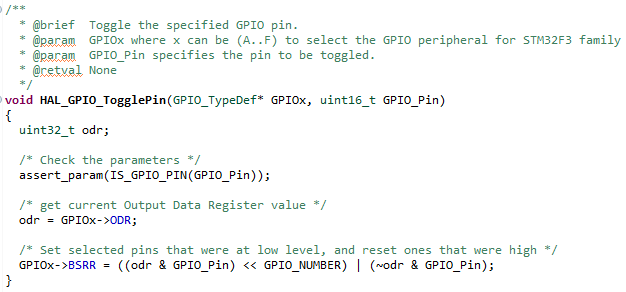 /**
  * @brief  Toggle the specified GPIO pin.
  * @param  GPIOx where x can be (A..F) to select the GPIO peripheral for STM32F3 family
  * @param  GPIO_Pin specifies the pin to be toggled.
  * @retval None
  */
void HAL_GPIO_TogglePin(GPIO_TypeDef* GPIOx, uint16_t GPIO_Pin)
{
  uint32_t odr;

  /* Check the parameters */
  assert_param(IS_GPIO_PIN(GPIO_Pin));

  /* get current Output Data Register value */
  odr = GPIOx->ODR;

  /* Set selected pins that were at low level, and reset ones that were high */
  GPIOx->BSRR = ((odr & GPIO_Pin) << GPIO_NUMBER) | (~odr & GPIO_Pin);
}